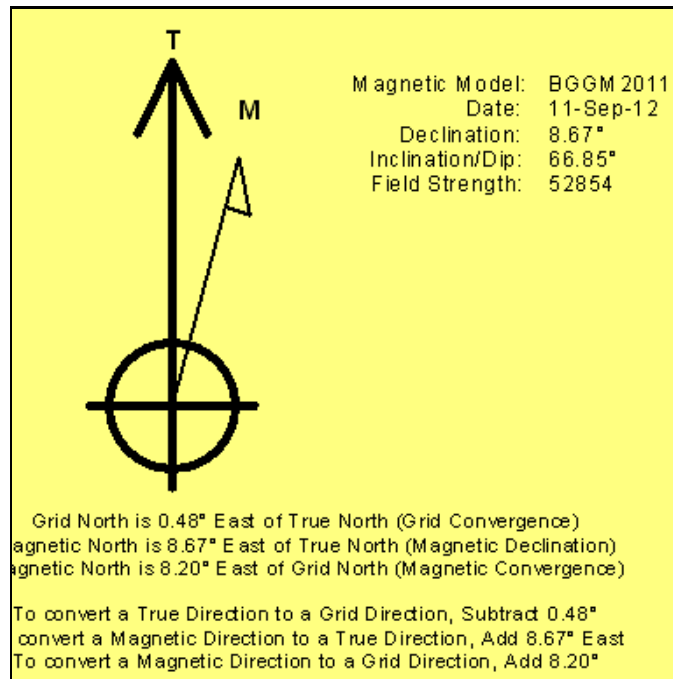 T
M
Magnetic Model: BGGM 2011
Date: 11-Sep-12
Declination: 8.67°
Inclination/Dip: 66.85°
Field Strength: 52854
Grid North is 0.48° East of True North (Grid Convergence)
agnetic North is 8.67° East of True North (Magnetic Declination)
agnetic North is 8.20° East of Grid North (Magnetic Convergence)
To convert a True Direction to a Grid Direction, Subtract 0.48°
convert a Magnetic Direction to a True Direction, Add 8.67° East
To convert a Magnetic Direction to a Grid Direction, Add 8.20°